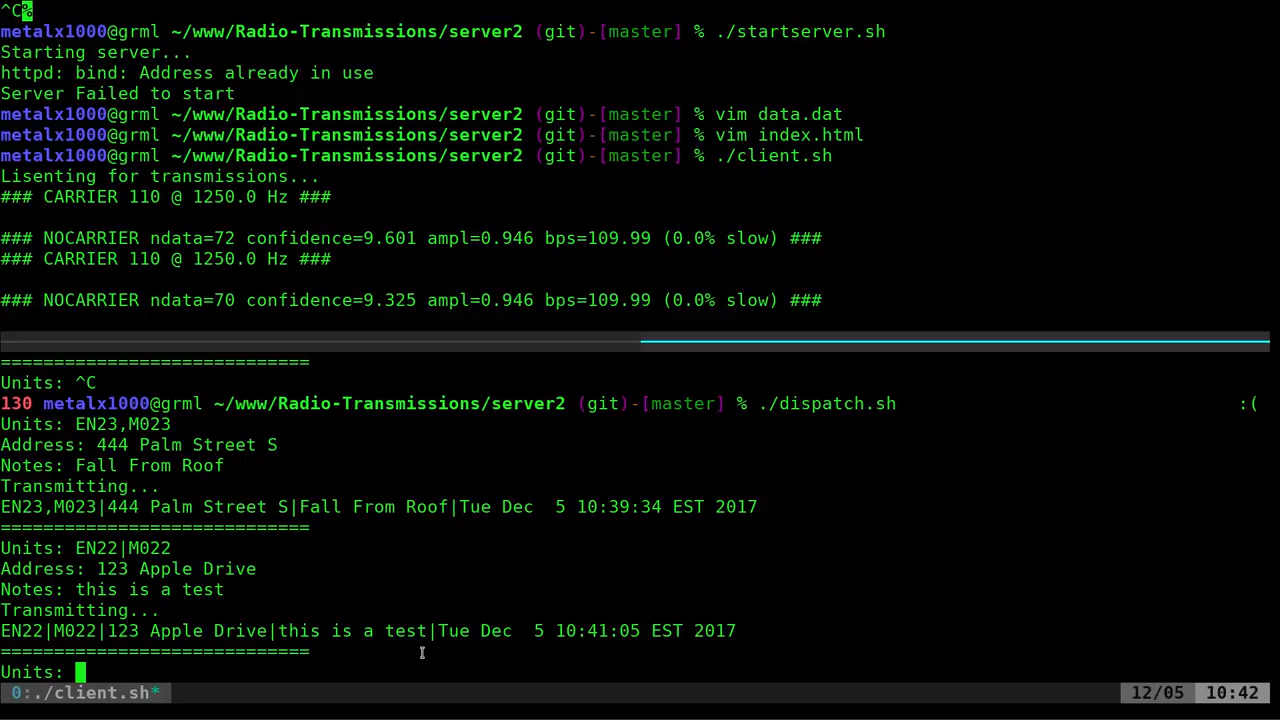 ^C%
metalx1000@grml ~/www/Radio-Transmissions/server2 (git)-[master] % ./startserver.sh
Starting server...
httpd: bind: Address already in use
Server Failed to start
metalx1000@grml ~/www/Radio-Transmissions/server2 (git)-[master] % vim data.dat
metalx1000@grml ~/www/Radio-Transmissions/server2 (git)-[master] % vim index.html
metalx1000@grml ~/www/Radio-Transmissions/server2 (git)-[master] % ./client.sh
Lisenting for transmissions...
### CARRIER 110 @ 1250.0 Hz ###
### NOCARRIER ndata=72 confidence=9.601 ampl=0.946 bps=109.99 (0.0% slow) ###
### CARRIER 110 @ 1250.0 Hz ###
### NOCARRIER ndata=70 confidence=9.325 ampl=0.946 bps=109.99 (0.0% slow) ###
=============================
Units: ^C
130 metalx1000@grml ~/www/Radio-Transmissions/server2 (git)-[master] % ./dispatch.sh :(
Units: EN23,M023
Address: 444 Palm Street S
Notes: Fall From Roof
Transmitting...
EN23,M023|444 Palm Street S|Fall From Roof|Tue Dec  5 10:39:34 EST 2017
=============================
Units: EN22|M022
Address: 123 Apple Drive
Notes: this is a test
Transmitting...
EN22|M022|123 Apple Drive|this is a test|Tue Dec  5 10:41:05 EST 2017
=============================
Units:
0:./client.sh* 12/05 10:42